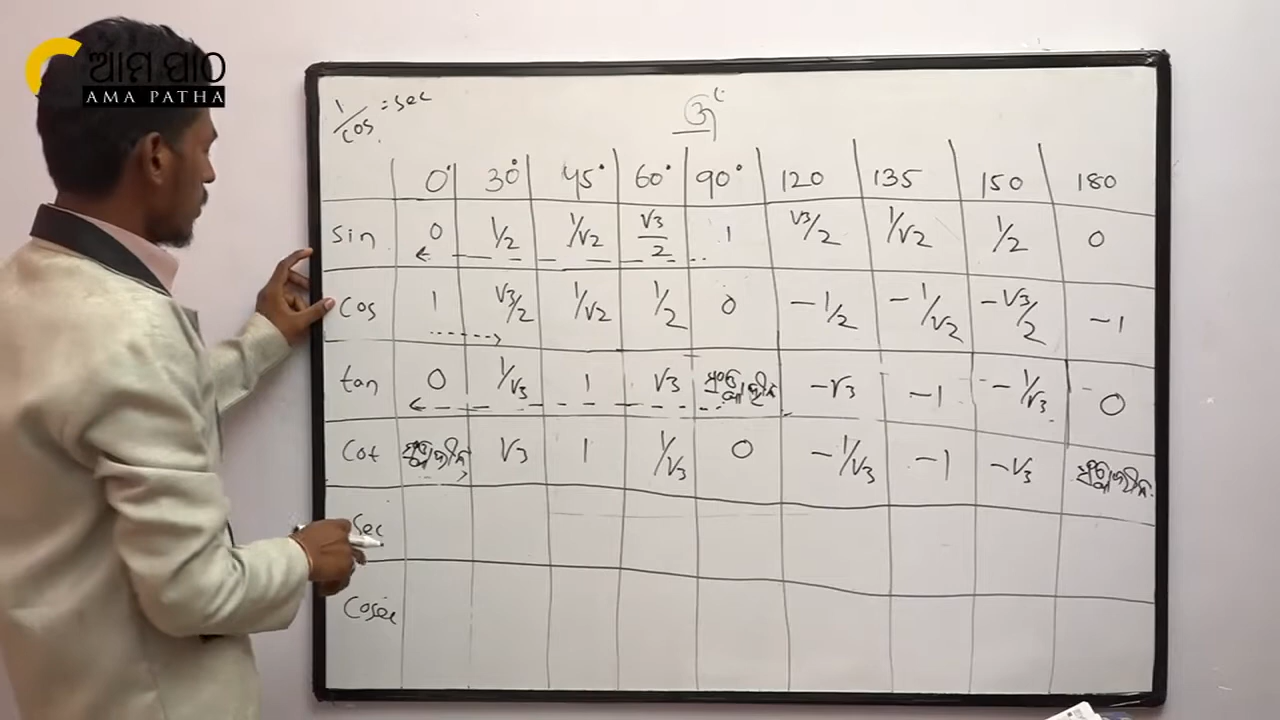 ଆମ ପାଠ
AMA PATHA
1/cos = sec
0° 30° 45° 60° 90° 120 135 150 180
sin 0 1/2 1/√2 √3/2 1 √3/2 1/√2 1/2 0
cos 1 √3/2 1/√2 1/2 0 -1/2 -1/√2 -√3/2 -1
tan 0 1/√3 1 √3 -√3 -1 -1/√3 0
cot √3 1 1/√3 0 -1/√3 -1 -√3
Sec
Cosec